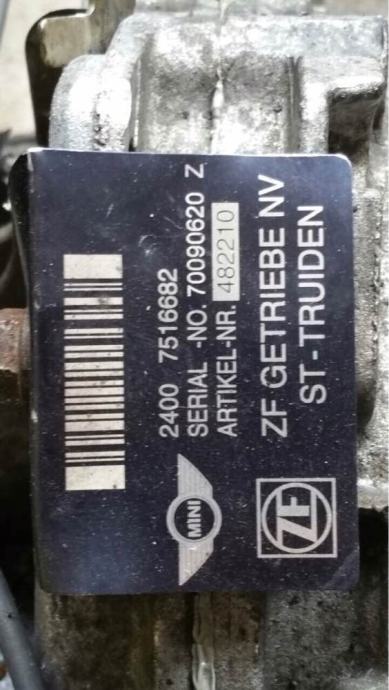 2400 7516682
SERIAL -NO. 70090620 Z
ARTIKEL-NR. 482210
MINI
ZF GETRIEBE NV
ST-TRUIDEN
ZF